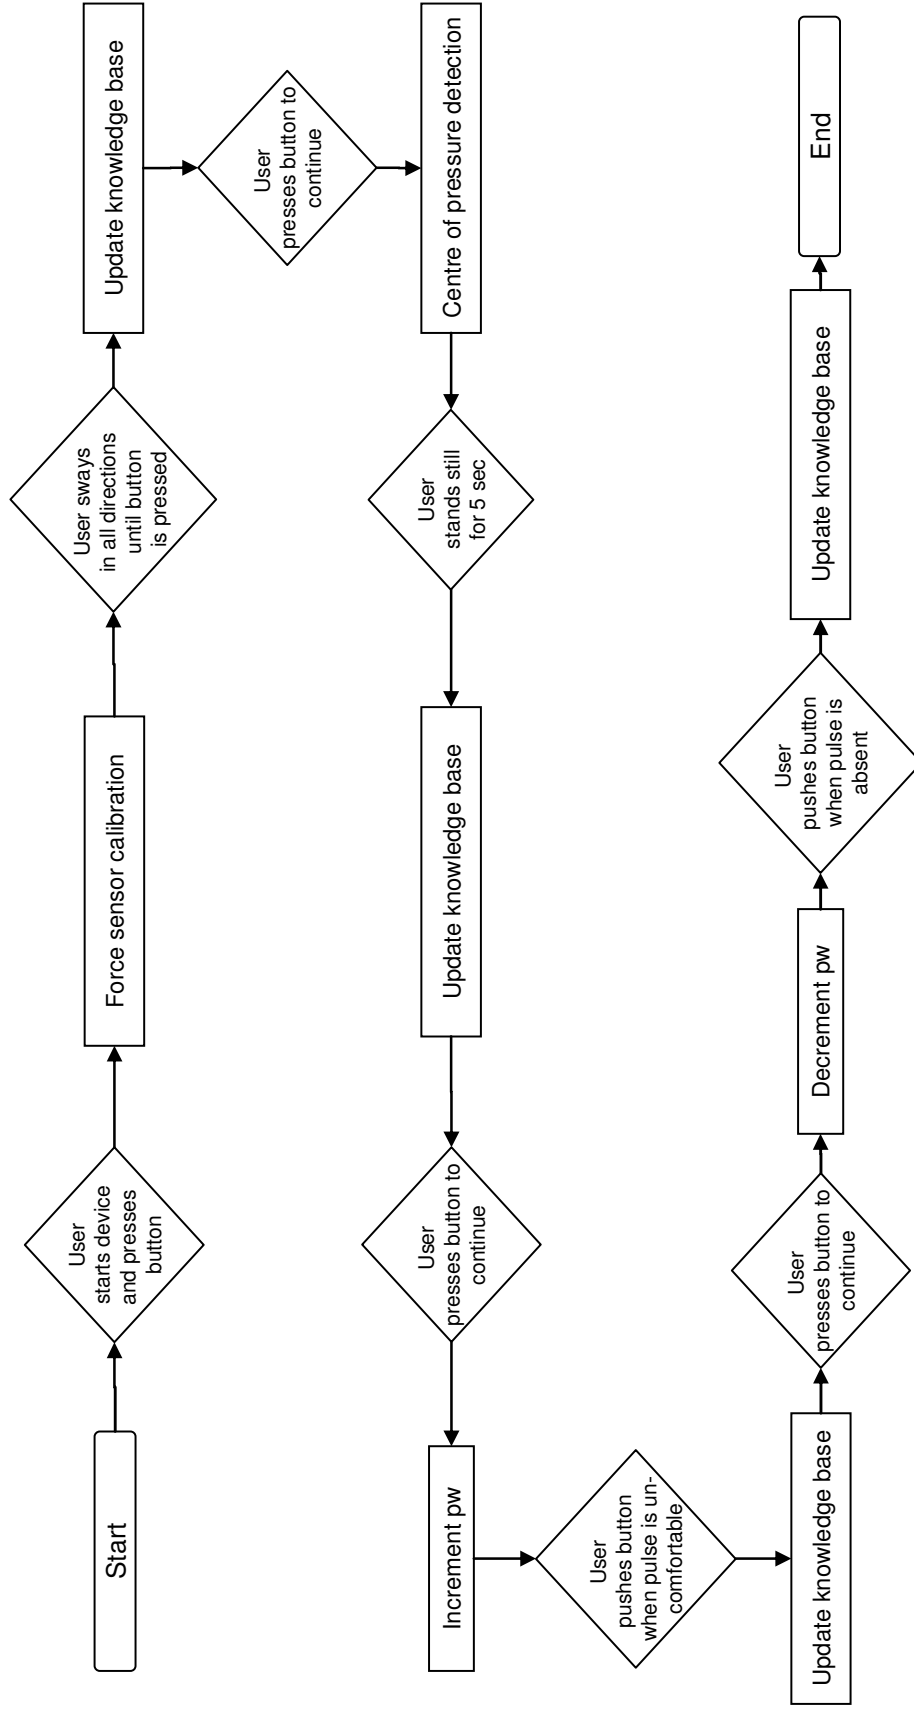 Start
User
starts device
and presses
button
Force sensor calibration
User sways
in all directions
until button
is pressed
Update knowledge base
User
presses button to
continue
Centre of pressure detection
User
stands still
for 5 sec
Update knowledge base
User
presses button to
continue
Increment pw
User
pushes button
when pulse is un-
comfortable
Update knowledge base
User
presses button to
continue
Decrement pw
User
pushes button
when pulse is
absent
Update knowledge base
End